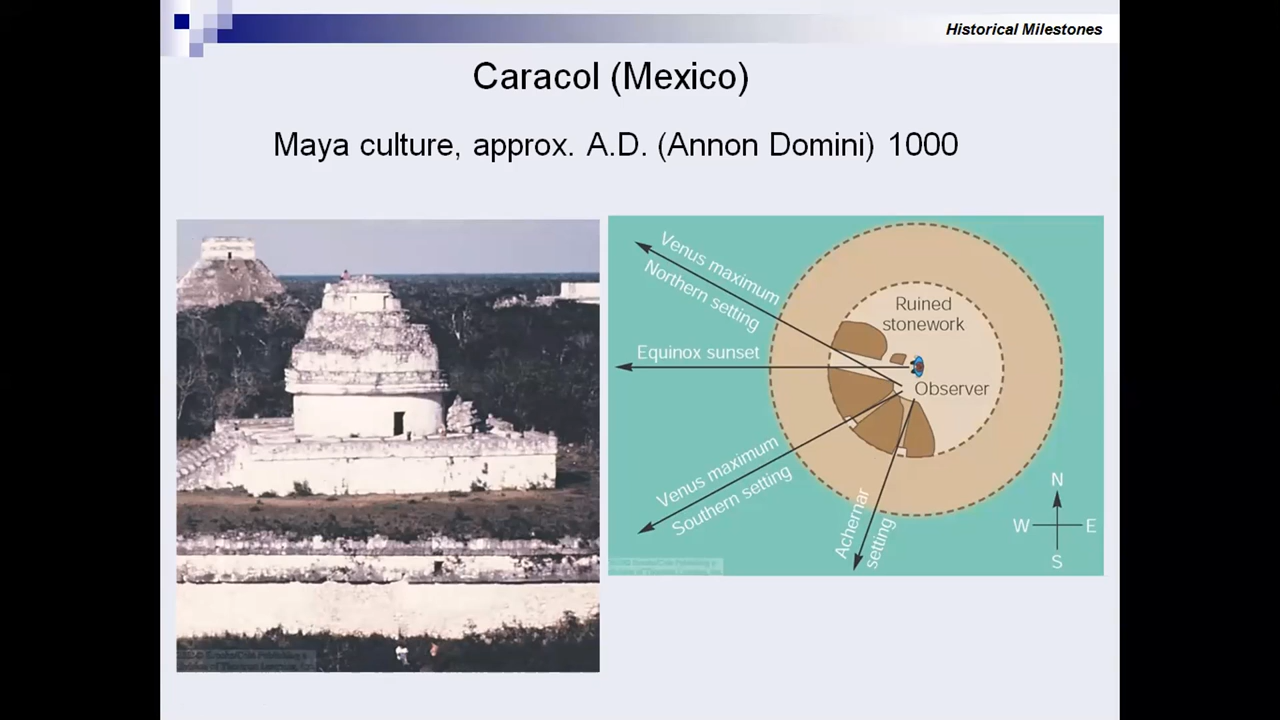 Historical Milestones
Caracol (Mexico)
Maya culture, approx. A.D. (Annon Domini) 1000
Venus maximum
Northern setting
Ruined
stonework
Equinox sunset
Observer
Venus maximum
Southern setting
Achernar
setting
N
W E
S